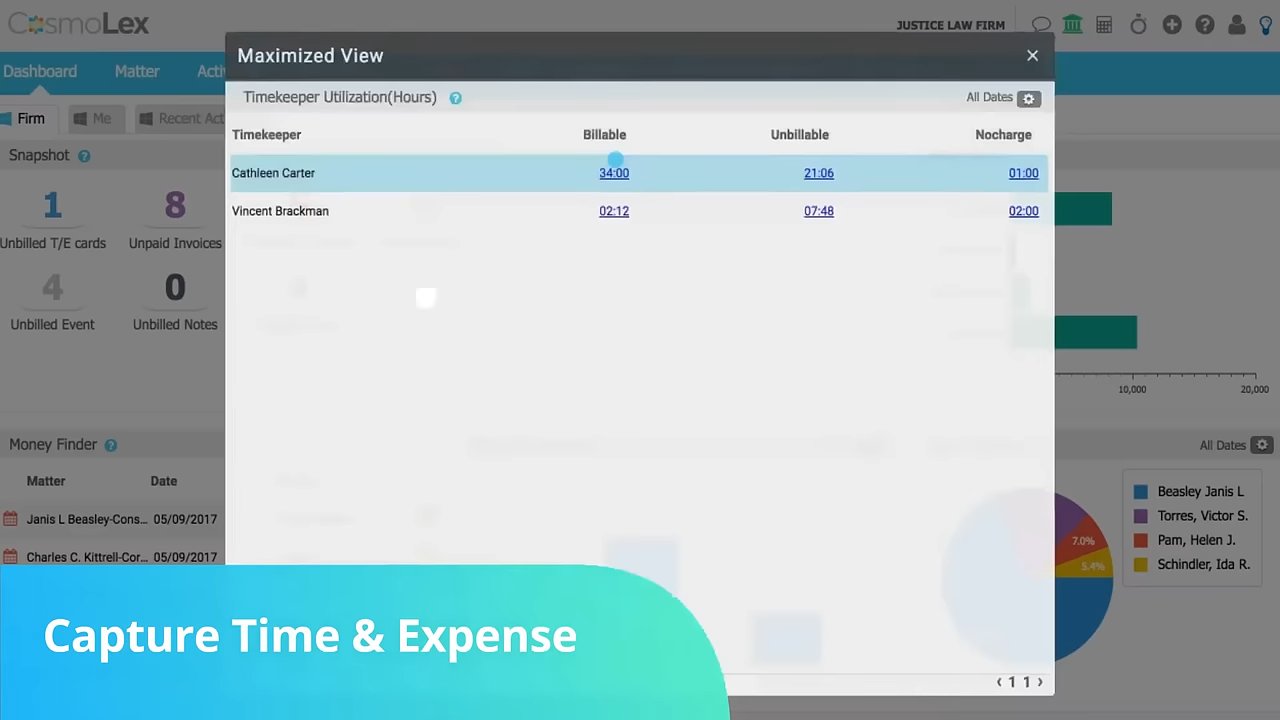 CosmoLex
JUSTICE LAW FIRM
Maximized View
Dashboard
Matter
Acti
Timekeeper Utilization(Hours)
All Dates
Firm
Me
Recent Act
Timekeeper Billable Unbillable Nocharge
Snapshot
Cathleen Carter 34:00 21:06 01:00
Vincent Brackman 02:12 07:48 02:00
1 8
Unbilled T/E cards Unpaid Invoices
4 0
Unbilled Event Unbilled Notes
10,000 20,000
Money Finder
All Dates
Matter Date
Janis L Beasley-Cons... 05/09/2017
Charles C. Kittrell-Cor... 05/09/2017
Beasley Janis L
Torres, Victor S.
Pam, Helen J.
Schindler, Ida R.
7.0%
5.4%
Capture Time & Expense
‹ 1 1 ›